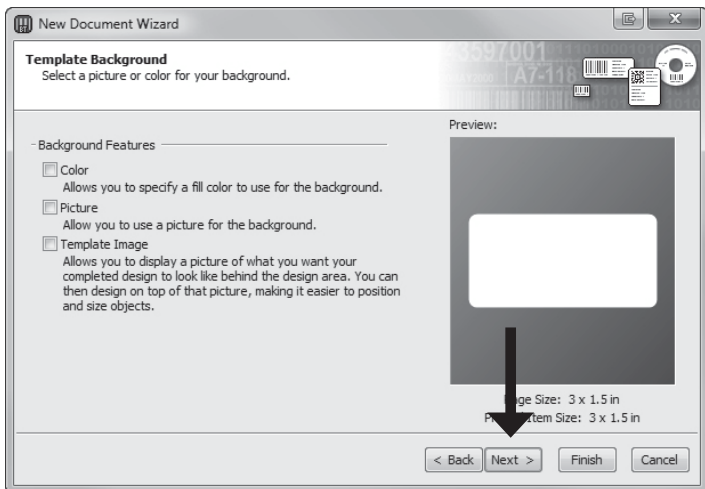 New Document Wizard
Template Background
Select a picture or color for your background.
A7-118
Preview:
Background Features
Color
Allows you to specify a fill color to use for the background.
Picture
Allow you to use a picture for the background.
Template Image
Allows you to display a picture of what you want your
completed design to look like behind the design area. You can
then design on top of that picture, making it easier to position
and size objects.
Size: 3 x 1.5 in
Item Size: 3 x 1.5 in
< Back Next > Finish Cancel